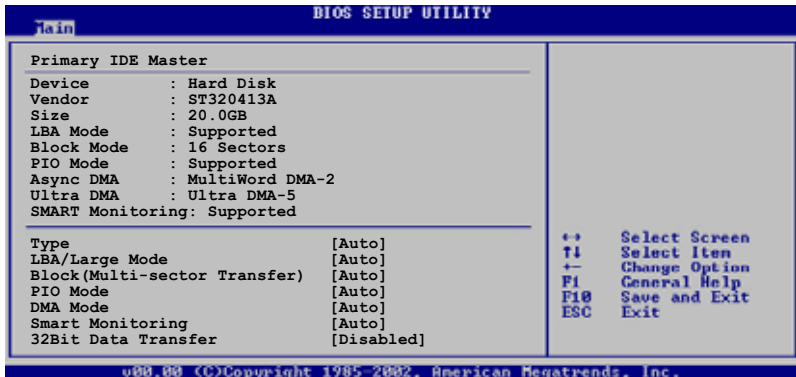 BIOS SETUP UTILITY
Main
Primary IDE Master
Device : Hard Disk
Vendor : ST320413A
Size : 20.0GB
LBA Mode : Supported
Block Mode : 16 Sectors
PIO Mode : Supported
Async DMA : MultiWord DMA-2
Ultra DMA : Ultra DMA-5
SMART Monitoring: Supported
Type [Auto]
LBA/Large Mode [Auto]
Block(Multi-sector Transfer) [Auto]
PIO Mode [Auto]
DMA Mode [Auto]
Smart Monitoring [Auto]
32Bit Data Transfer [Disabled]
↔ Select Screen
↑↓ Select Item
+- Change Option
F1 General Help
F10 Save and Exit
ESC Exit
v00.00 (C)Copyright 1985-2002, American Megatrends, Inc.